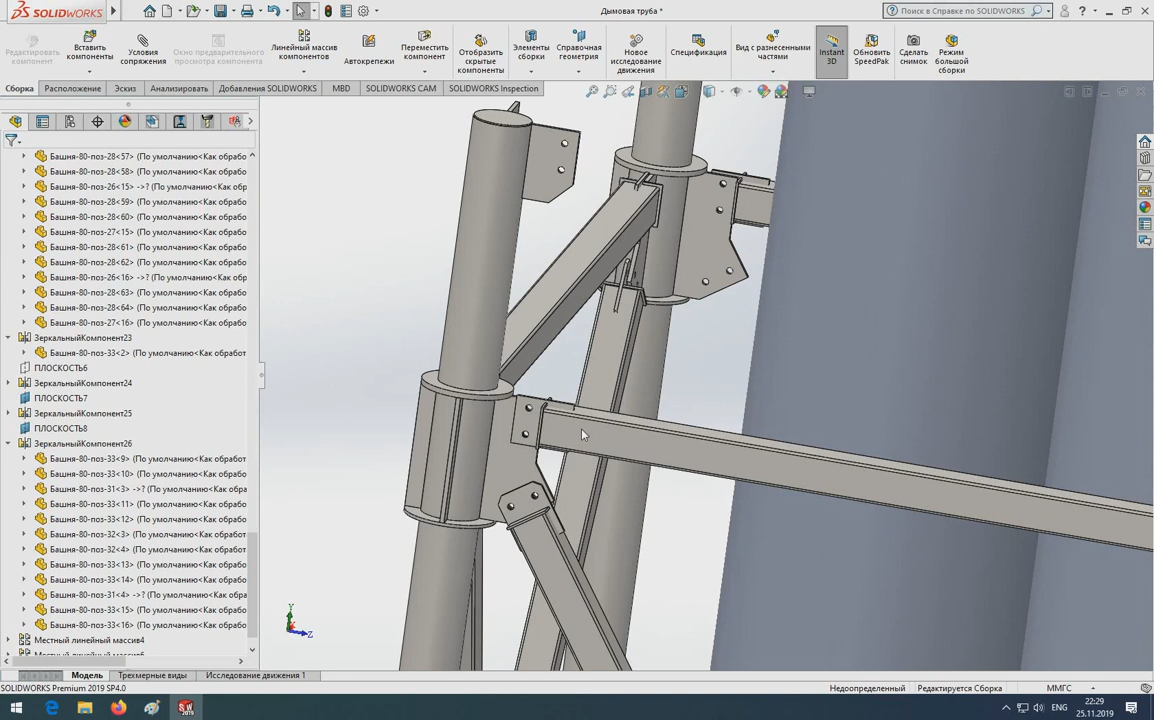 SOLIDWORKS
Дымовая труба *
Поиск в Справке по SOLIDWORKS
Редактировать компонент
Вставить компоненты
Условия сопряжения
Окно предварительного просмотра компонента
Линейный массив компонентов
Автокрепежи
Переместить компонент
Отобразить скрытые компоненты
Элементы сборки
Справочная геометрия
Новое исследование движения
Спецификация
Вид с разнесенными частями
Instant 3D
Обновить SpeedPak
Сделать снимок
Режим большой сборки
Сборка
Расположение
Эскиз
Анализировать
Добавления SOLIDWORKS
MBD
SOLIDWORKS CAM
SOLIDWORKS Inspection
Башня-80-поз-28<57> (По умолчанию<Как обрабо
Башня-80-поз-28<58> (По умолчанию<Как обрабо
Башня-80-поз-26<15> ->? (По умолчанию<Как обр
Башня-80-поз-28<59> (По умолчанию<Как обрабо
Башня-80-поз-28<60> (По умолчанию<Как обрабо
Башня-80-поз-27<15> (По умолчанию<Как обрабо
Башня-80-поз-28<61> (По умолчанию<Как обрабо
Башня-80-поз-28<62> (По умолчанию<Как обрабо
Башня-80-поз-26<16> ->? (По умолчанию<Как обр
Башня-80-поз-28<63> (По умолчанию<Как обрабо
Башня-80-поз-28<64> (По умолчанию<Как обрабо
Башня-80-поз-27<16> (По умолчанию<Как обрабо
ЗеркальныйКомпонент23
Башня-80-поз-33<2> (По умолчанию<Как обработ
ПЛОСКОСТЬ6
ЗеркальныйКомпонент24
ПЛОСКОСТЬ7
ЗеркальныйКомпонент25
ПЛОСКОСТЬ8
ЗеркальныйКомпонент26
Башня-80-поз-33<9> (По умолчанию<Как обработ
Башня-80-поз-33<10> (По умолчанию<Как обрабо
Башня-80-поз-31<3> ->? (По умолчанию<Как обра
Башня-80-поз-33<11> (По умолчанию<Как обрабо
Башня-80-поз-33<12> (По умолчанию<Как обрабо
Башня-80-поз-32<3> (По умолчанию<Как обработ
Башня-80-поз-32<4> (По умолчанию<Как обработ
Башня-80-поз-33<13> (По умолчанию<Как обрабо
Башня-80-поз-33<14> (По умолчанию<Как обрабо
Башня-80-поз-31<4> ->? (По умолчанию<Как обра
Башня-80-поз-33<15> (По умолчанию<Как обрабо
Башня-80-поз-33<16> (По умолчанию<Как обрабо
Местный линейный массив4
Y
Z
Модель
Трехмерные виды
Исследование движения 1
SOLIDWORKS Premium 2019 SP4.0
Недоопределенный
Редактируется Сборка
ММГС
ENG
22:29
25.11.2019